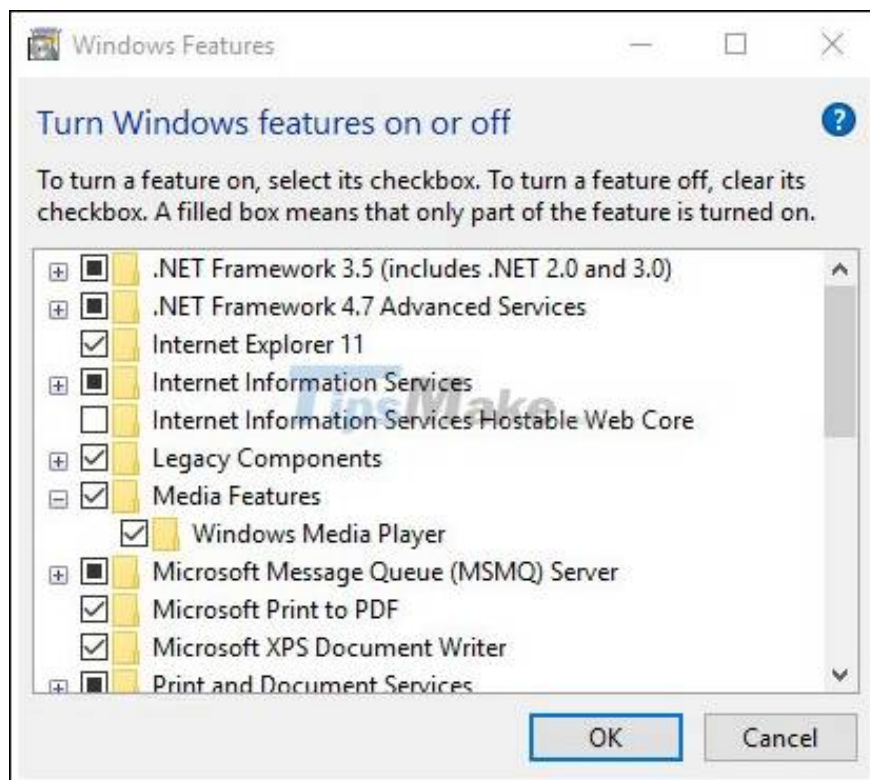 Windows Features
Turn Windows features on or off
?
To turn a feature on, select its checkbox. To turn a feature off, clear its
checkbox. A filled box means that only part of the feature is turned on.
.NET Framework 3.5 (includes .NET 2.0 and 3.0)
.NET Framework 4.7 Advanced Services
Internet Explorer 11
Internet Information Services
TipsMake
Internet Information Services Hostable Web Core
Legacy Components
Media Features
Windows Media Player
Microsoft Message Queue (MSMQ) Server
Microsoft Print to PDF
Microsoft XPS Document Writer
Print and Document Services
OK Cancel